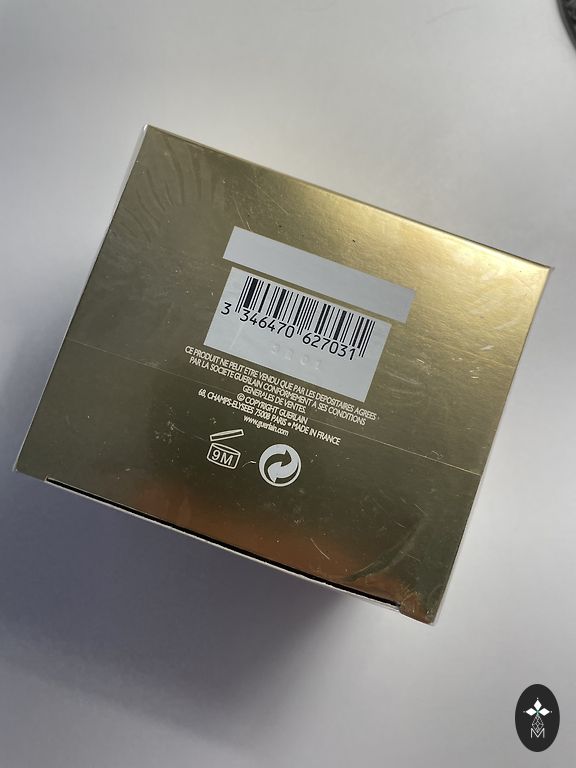 3 346470 627031
CE PRODUIT NE PEUT ETRE VENDU QUE PAR LES DEPOSITAIRES AGREES
PAR LA SOCIETE GUERLAIN CONFORMEMENT A SES CONDITIONS
GENERALES DE VENTES.
© COPYRIGHT GUERLAIN
68, CHAMPS-ELYSEES 75008 PARIS • MADE IN FRANCE
www.guerlain.com
9M
M